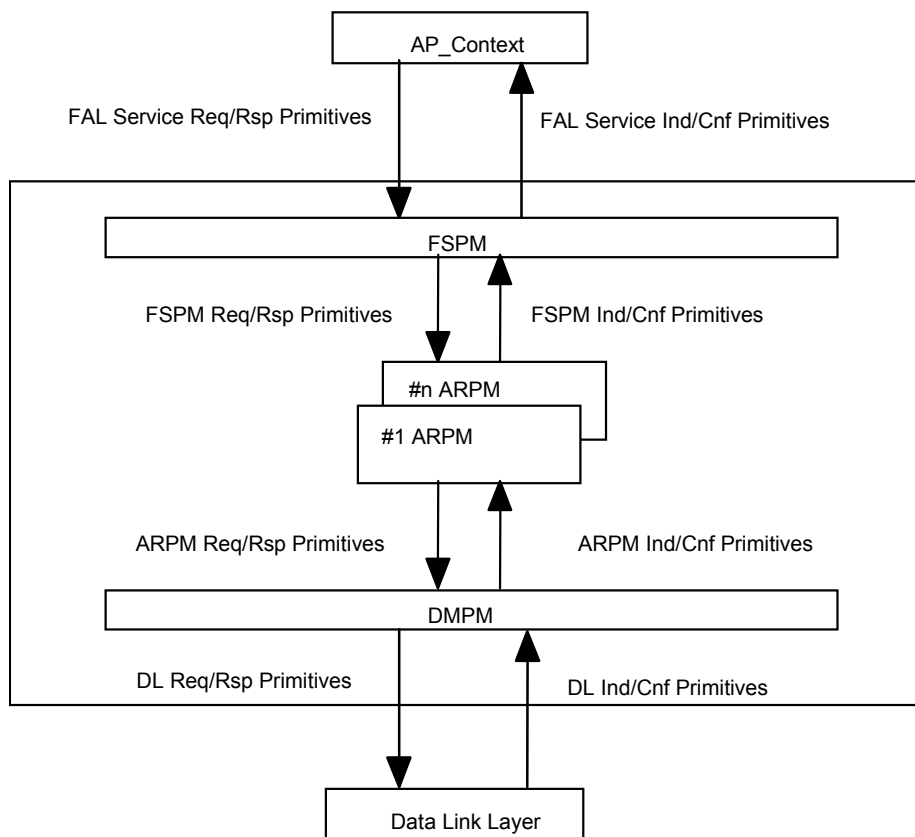 AP_Context
FAL Service Req/Rsp Primitives
FAL Service Ind/Cnf Primitives
FSPM
FSPM Req/Rsp Primitives
FSPM Ind/Cnf Primitives
#n ARPM
#1 ARPM
ARPM Req/Rsp Primitives
ARPM Ind/Cnf Primitives
DMPM
DL Req/Rsp Primitives
DL Ind/Cnf Primitives
Data Link Layer